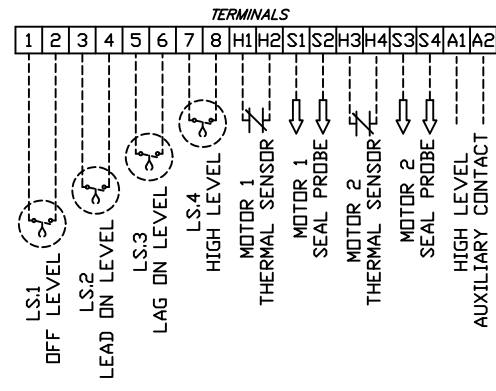 TERMINALS
1 2 3 4 5 6 7 8 H1 H2 S1 S2 H3 H4 S3 S4 A1 A2
LS.1
OFF LEVEL
LS.2
LEAD ON LEVEL
LS.3
LAG ON LEVEL
LS.4
HIGH LEVEL
MOTOR 1
THERMAL SENSOR
MOTOR 1
SEAL PROBE
MOTOR 2
THERMAL SENSOR
MOTOR 2
SEAL PROBE
HIGH LEVEL
AUXILIARY CONTACT